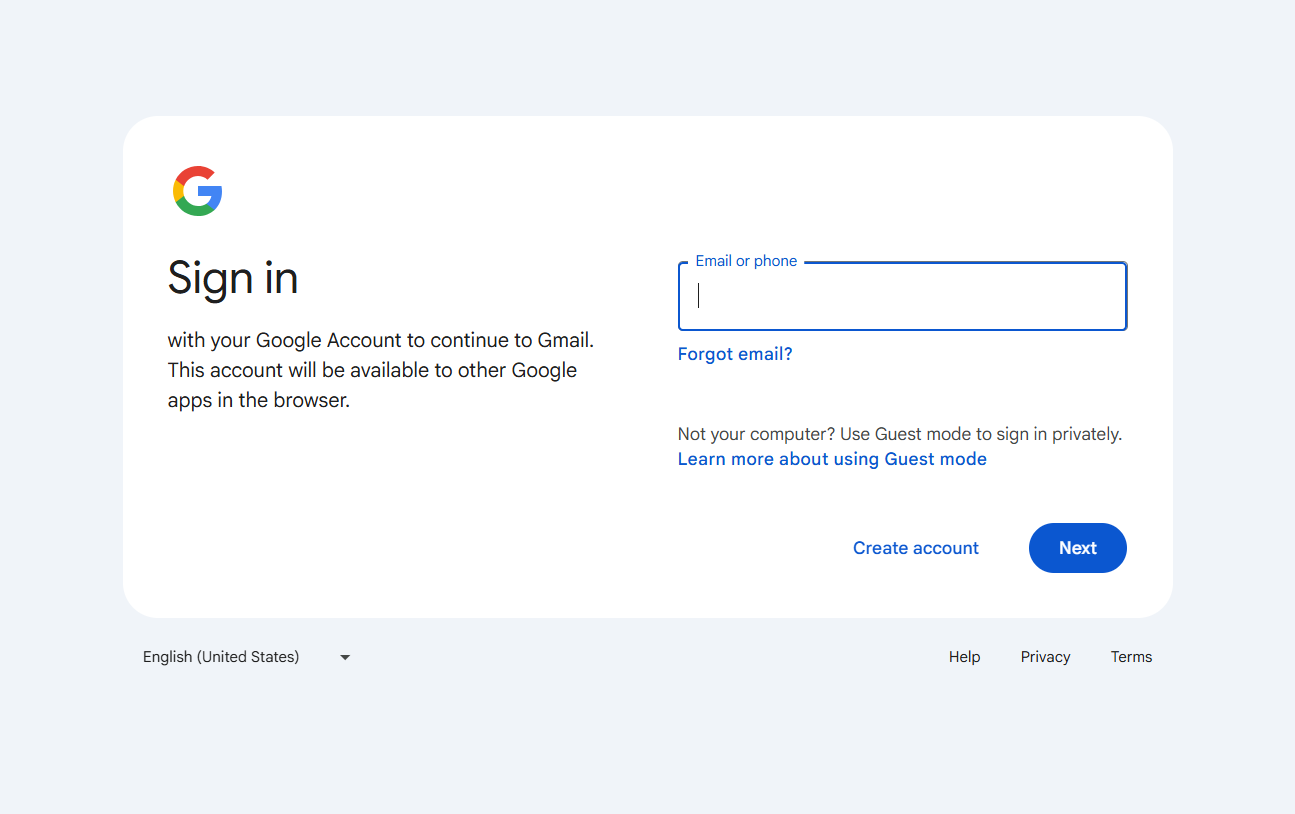 Sign in
with your Google Account to continue to Gmail.
This account will be available to other Google
apps in the browser.
Email or phone
Forgot email?
Not your computer? Use Guest mode to sign in privately.
Learn more about using Guest mode
Create account
Next
English (United States)
Help
Privacy
Terms